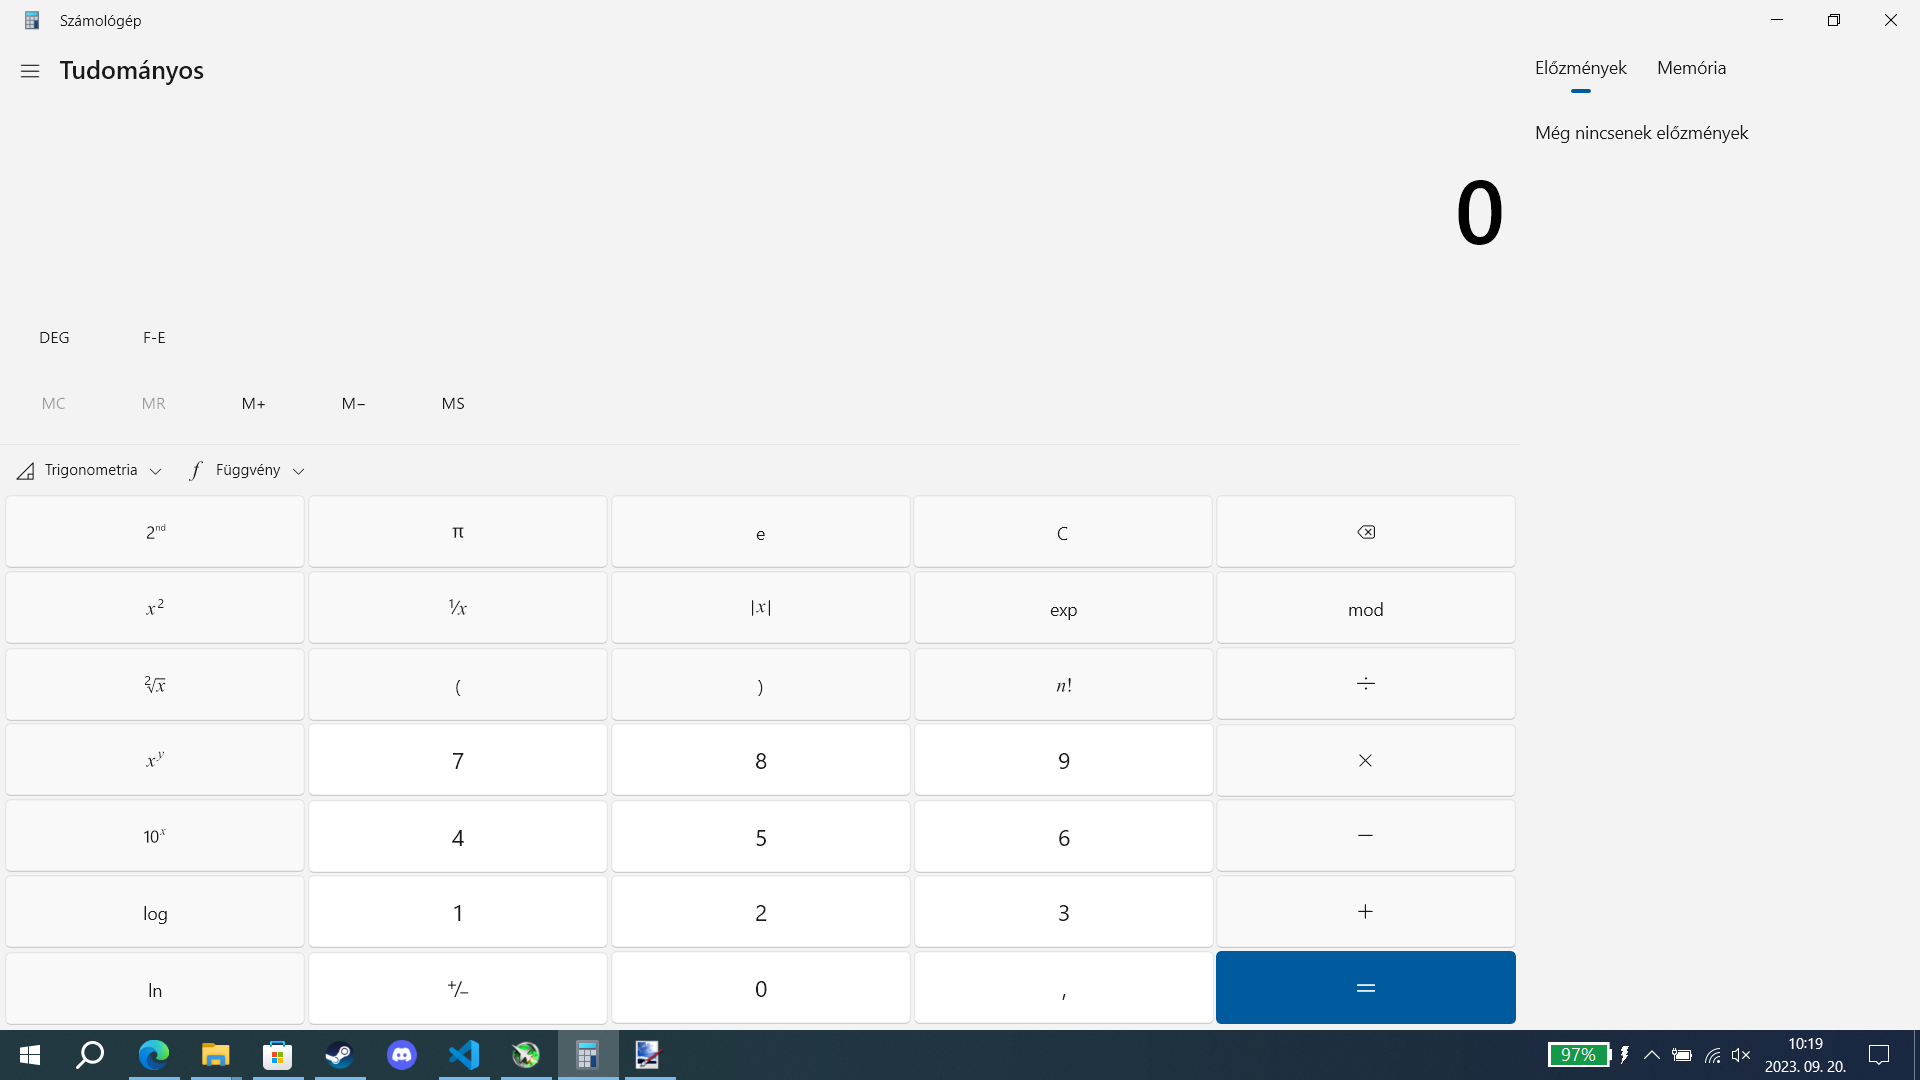 Számológép
Tudományos
Előzmények Memória
Még nincsenek előzmények
0
DEG F-E
MC MR M+ M− MS
Trigonometria f Függvény
2ⁿᵈ π e C
x² ¹⁄x |x| exp mod
²√x ( ) n! ÷
xʸ 7 8 9 ×
10ˣ 4 5 6 −
log 1 2 3 +
ln +/− 0 , =
97% 10:19
2023. 09. 20.